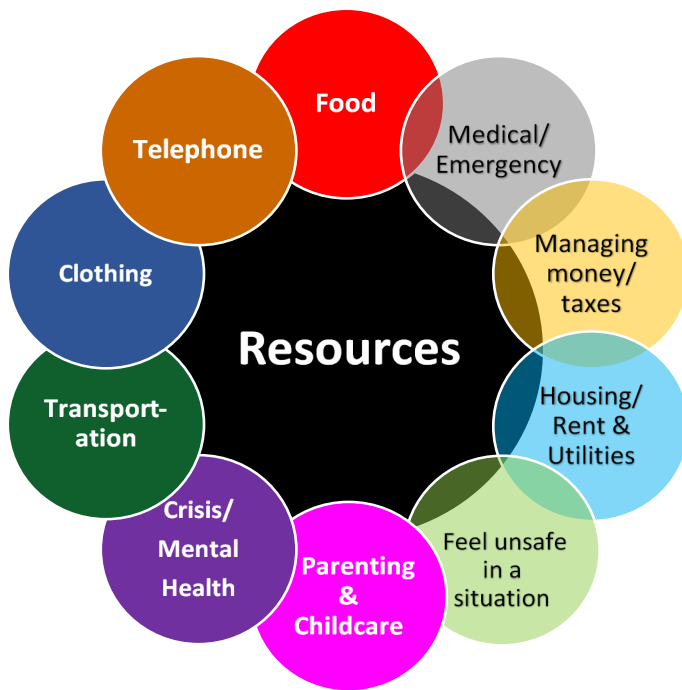 Food
Medical/
Emergency
Managing
money/
taxes
Housing/
Rent &
Utilities
Feel unsafe
in a
situation
Parenting
&
Childcare
Crisis/
Mental
Health
Transport-
ation
Clothing
Telephone
Resources